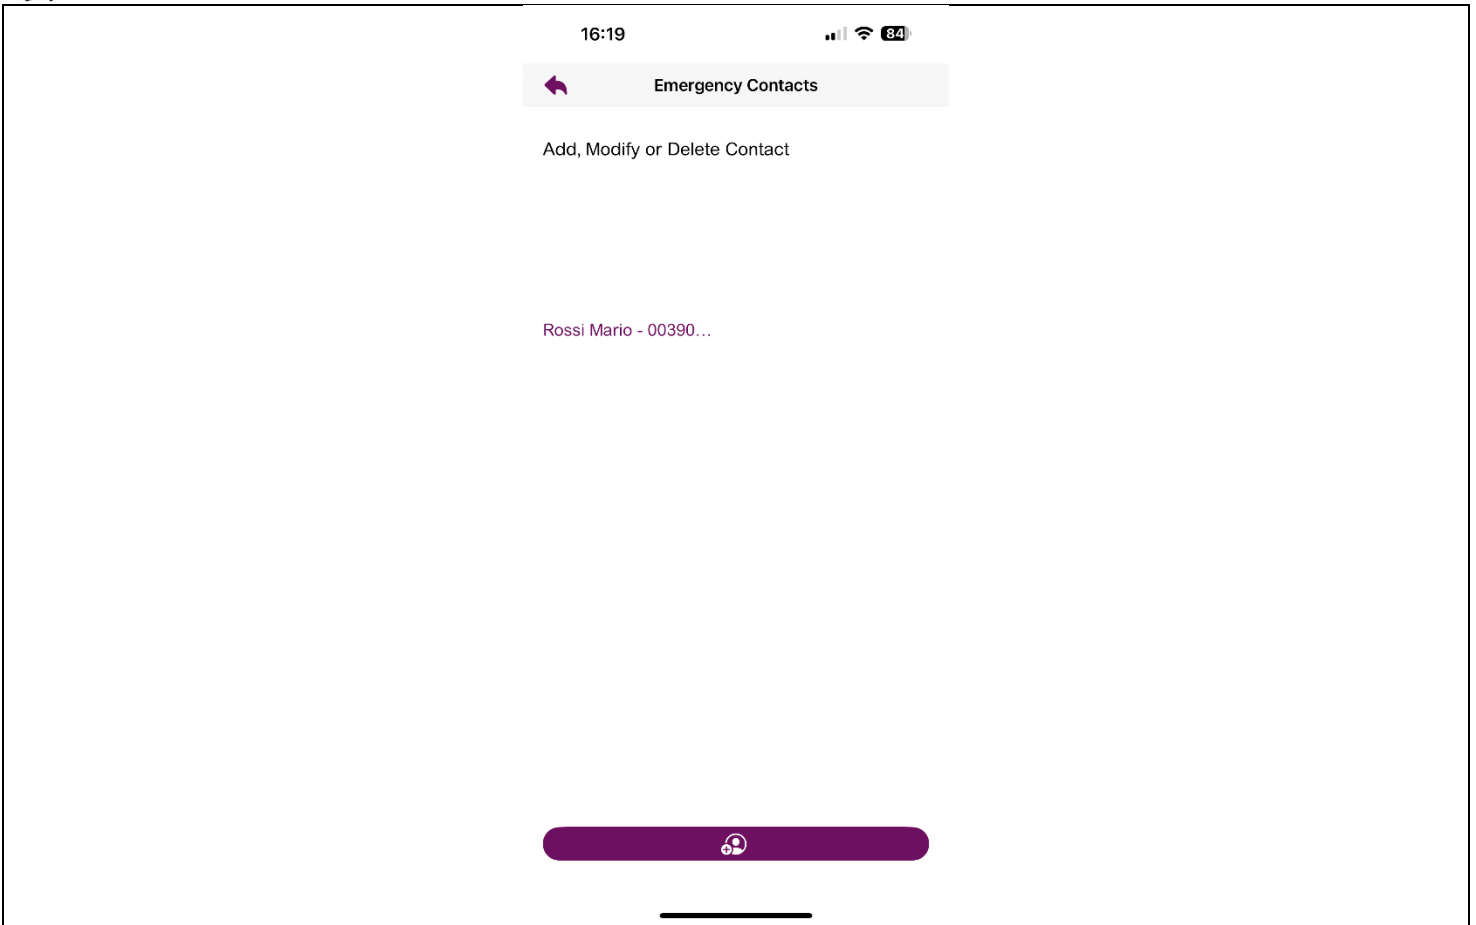 16:19 84
Emergency Contacts
Add, Modify or Delete Contact
Rossi Mario - 00390...